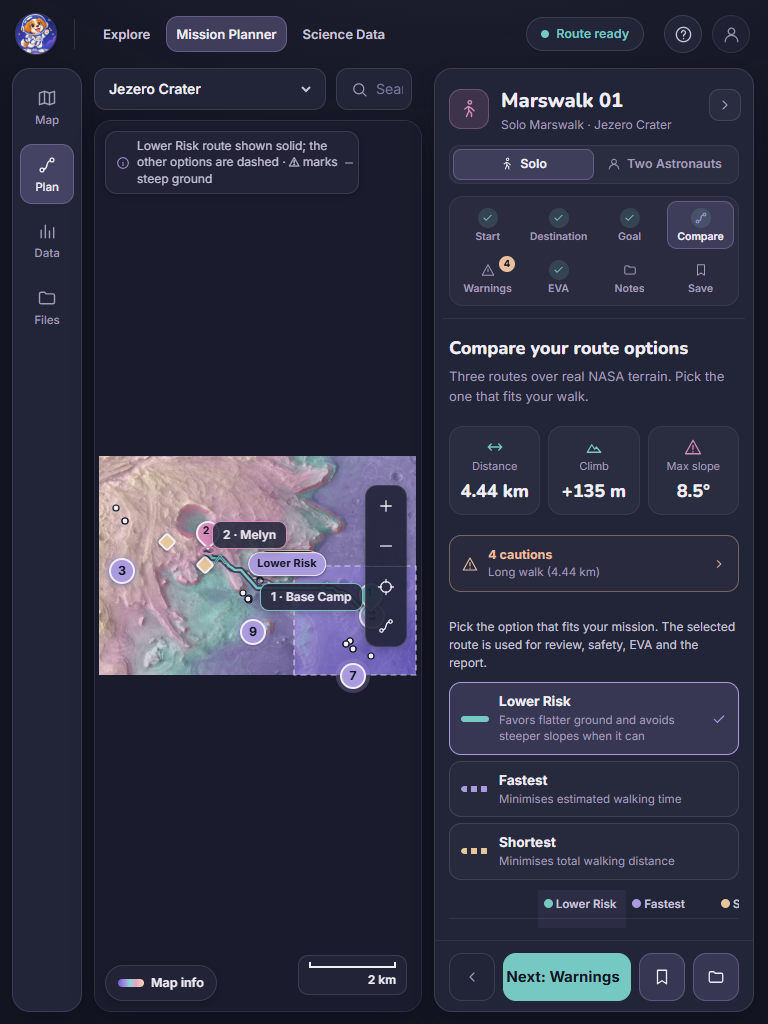 Explore
Mission Planner
Science Data
Route ready
Map
Plan
Data
Files
Jezero Crater
Sear
Lower Risk route shown solid; the
other options are dashed · ⚠ marks
steep ground
2
2 · Melyn
Lower Risk
3
1 · Base Camp
9
7
Map info
2 km
Marswalk 01
Solo Marswalk · Jezero Crater
Solo
Two Astronauts
Start
Destination
Goal
Compare
4
Warnings
EVA
Notes
Save
Compare your route options
Three routes over real NASA terrain. Pick the
one that fits your walk.
Distance
4.44 km
Climb
+135 m
Max slope
8.5°
4 cautions
Long walk (4.44 km)
Pick the option that fits your mission. The selected
route is used for review, safety, EVA and the
report.
Lower Risk
Favors flatter ground and avoids
steeper slopes when it can
Fastest
Minimises estimated walking time
Shortest
Minimises total walking distance
Lower Risk
Fastest
S
Next: Warnings